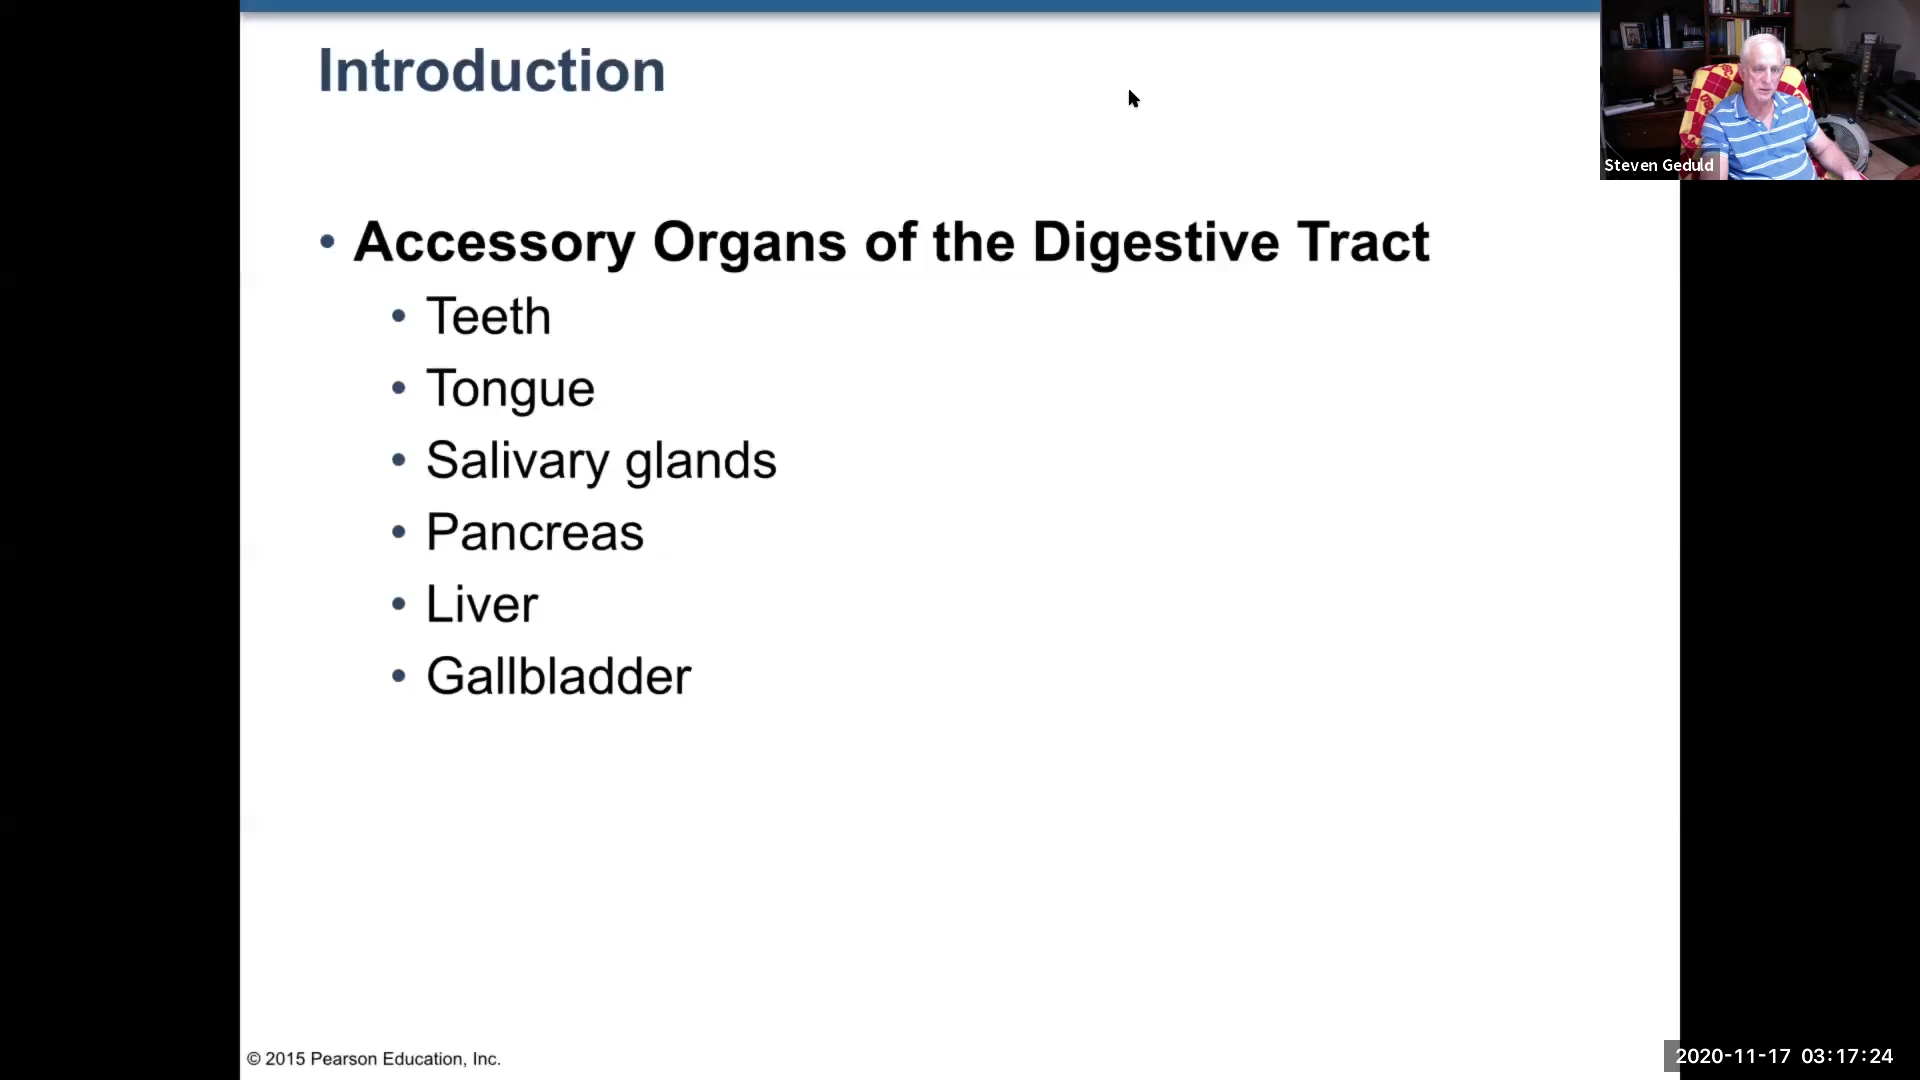 Introduction
Steven Geduld
• Accessory Organs of the Digestive Tract
• Teeth
• Tongue
• Salivary glands
• Pancreas
• Liver
• Gallbladder
© 2015 Pearson Education, Inc.
2020-11-17 03:17:24